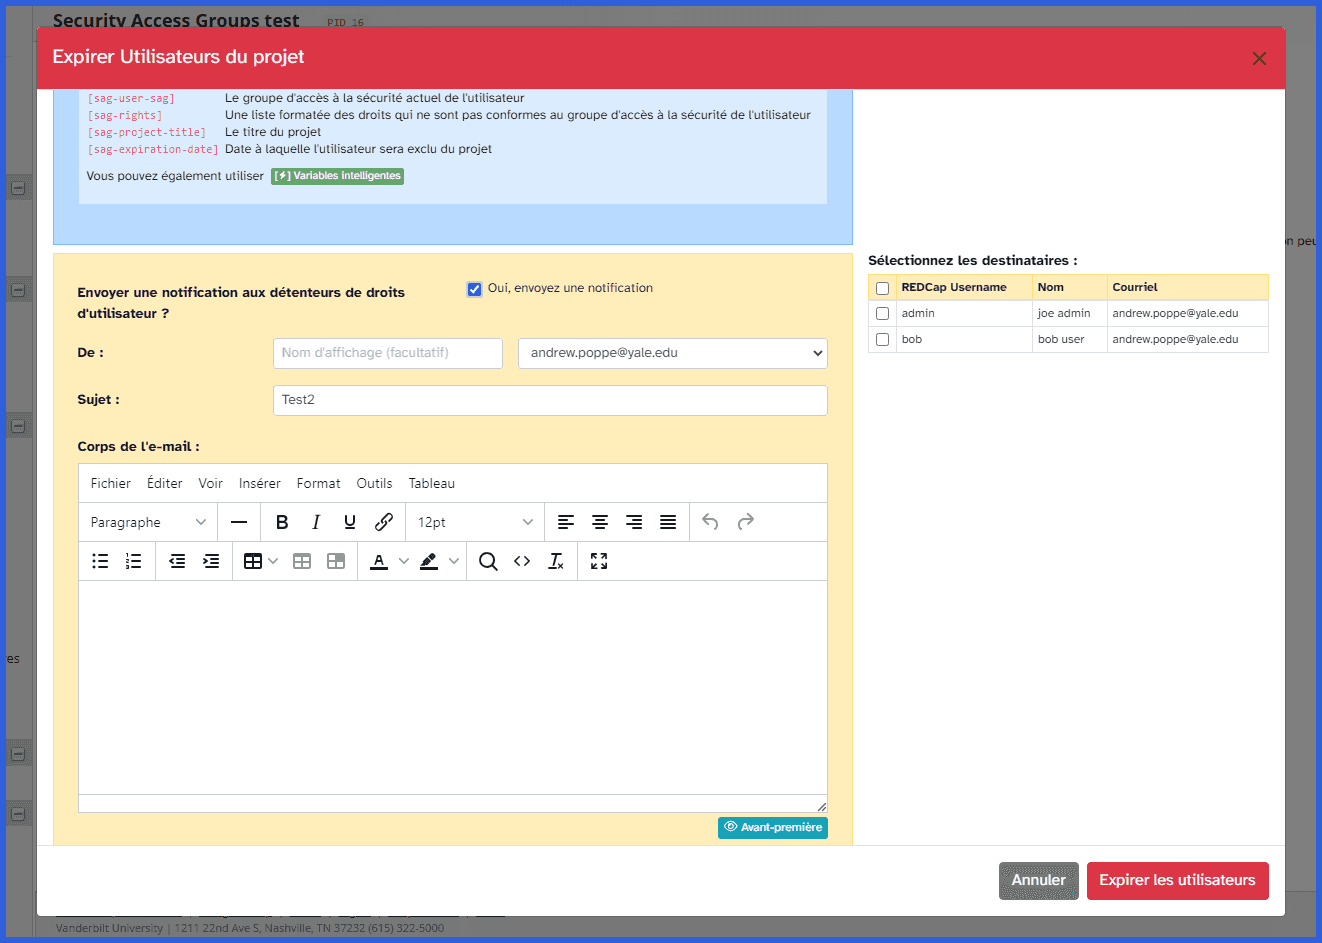 Security Access Groups test PID 16
Expirer Utilisateurs du projet
[sag-user-sag] Le groupe d'accès à la sécurité actuel de l'utilisateur
[sag-rights] Une liste formatée des droits qui ne sont pas conformes au groupe d'accès à la sécurité de l'utilisateur
[sag-project-title] Le titre du projet
[sag-expiration-date] Date à laquelle l'utilisateur sera exclu du projet
Vous pouvez également utiliser [⚡] Variables intelligentes
on peu
Envoyer une notification aux détenteurs de droits
d'utilisateur ?
Oui, envoyez une notification
De :
Nom d'affichage (facultatif)
andrew.poppe@yale.edu
Sujet :
Test2
Corps de l'e-mail :
Fichier Éditer Voir Insérer Format Outils Tableau
Paragraphe B I U 12pt
A
Avant-première
Sélectionnez les destinataires :
REDCap Username Nom Courriel
admin joe admin andrew.poppe@yale.edu
bob bob user andrew.poppe@yale.edu
es
Annuler Expirer les utilisateurs
Vanderbilt University | 1211 22nd Ave S, Nashville, TN 37232 (615) 322-5000